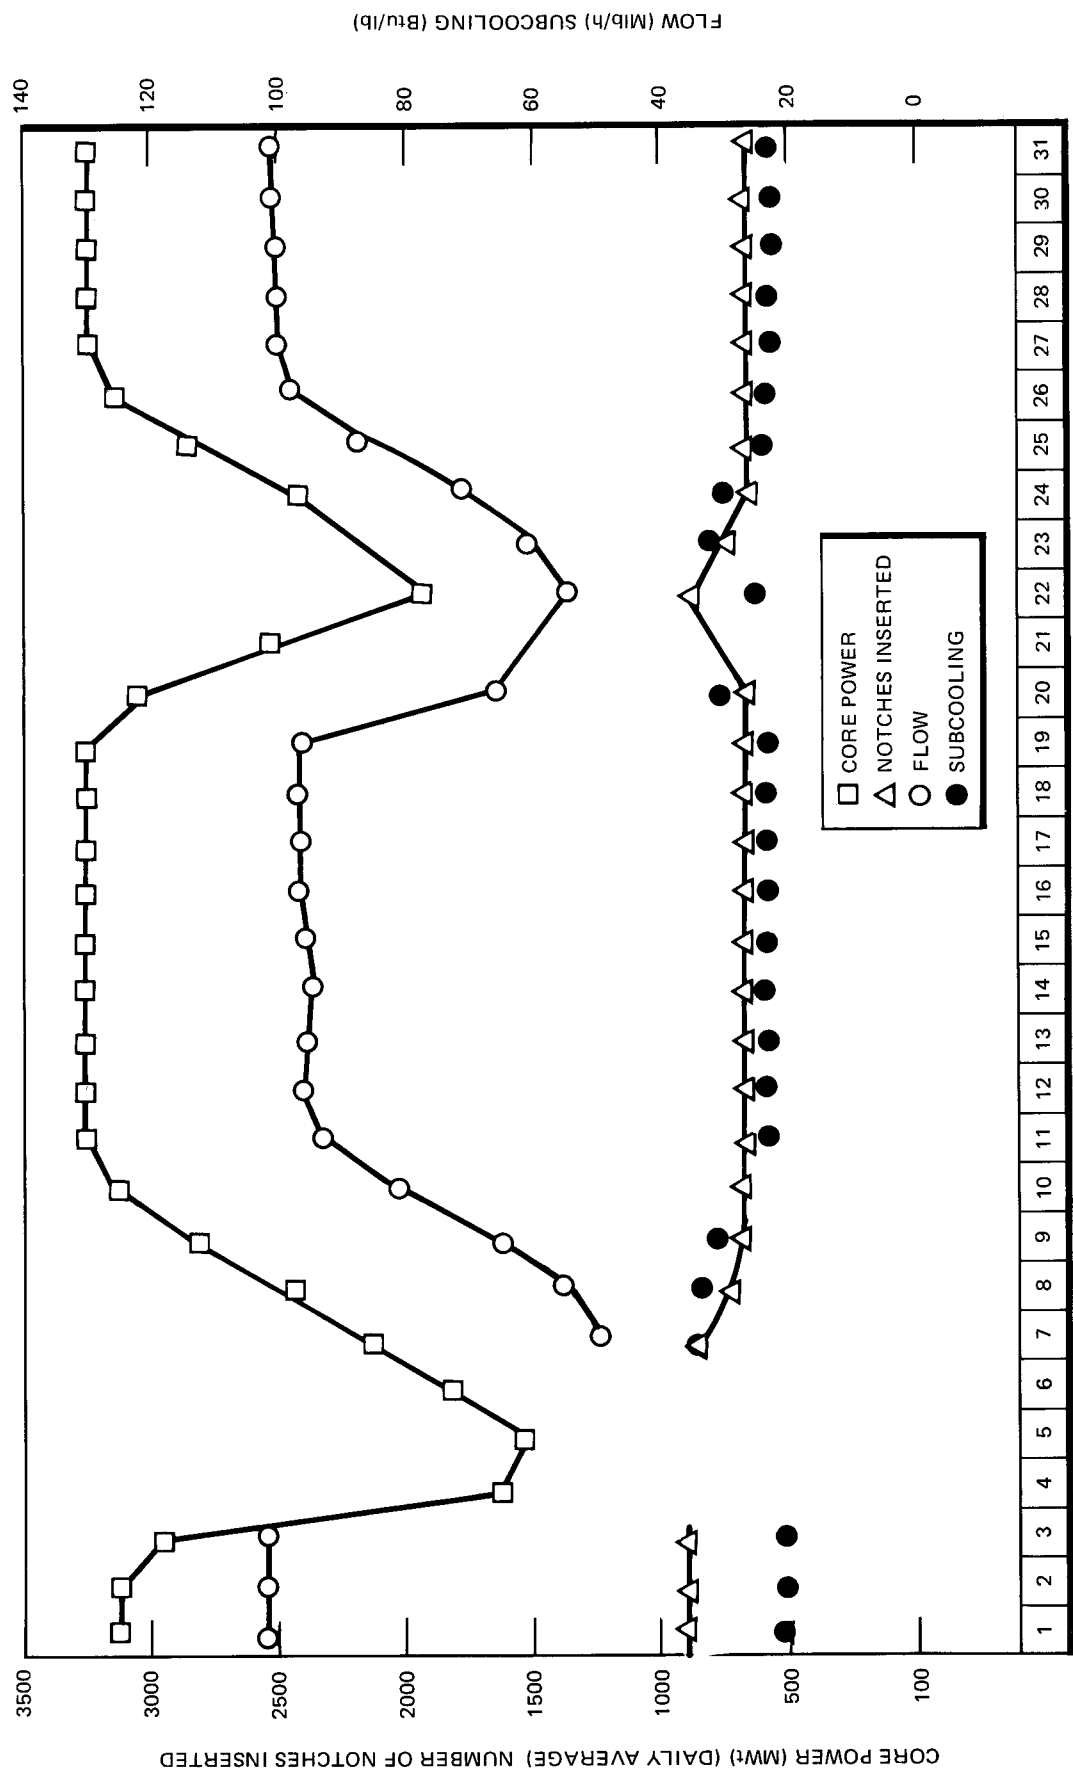 FLOW (Mlb/h) SUBCOOLING (Btu/lb)
140
120
100
80
60
40
20
0
3500
3000
2500
2000
1500
1000
500
100
CORE POWER (MWt) (DAILY AVERAGE) NUMBER OF NOTCHES INSERTED
CORE POWER
NOTCHES INSERTED
FLOW
SUBCOOLING
1 2 3 4 5 6 7 8 9 10 11 12 13 14 15 16 17 18 19 20 21 22 23 24 25 26 27 28 29 30 31